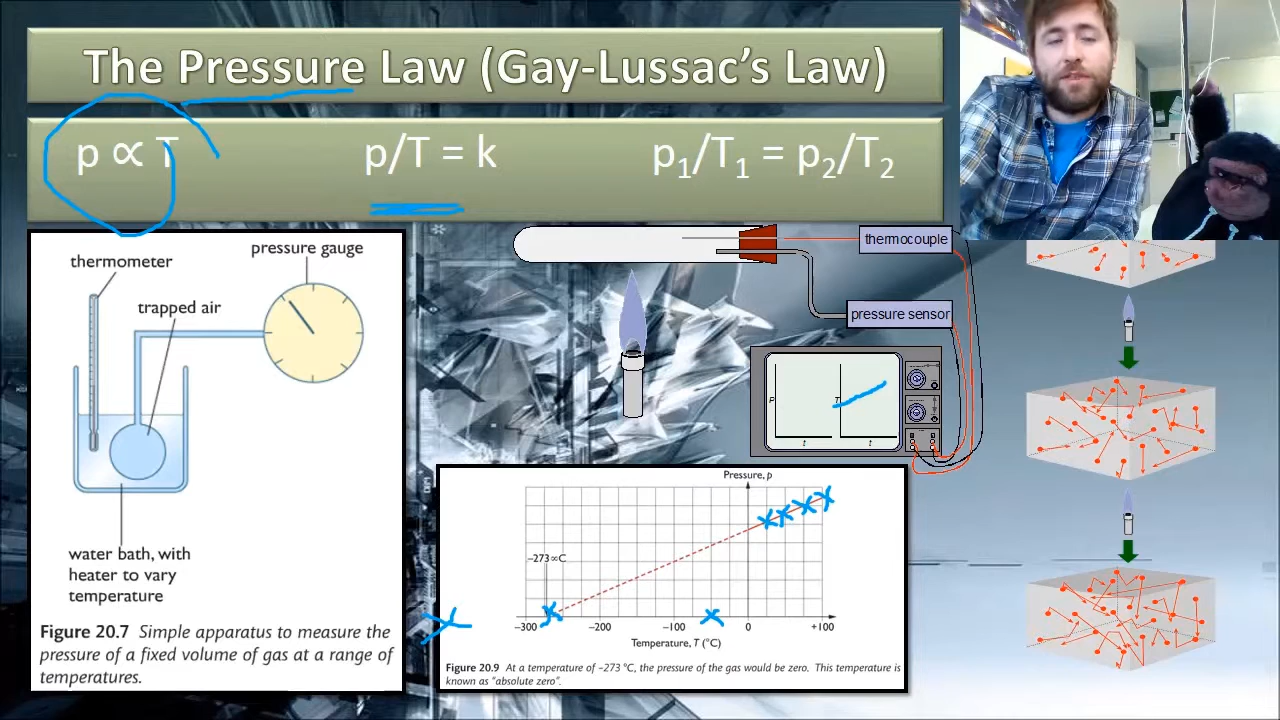 The Pressure Law (Gay-Lussac's Law)
p ∝ T
p/T = k
p₁/T₁ = p₂/T₂
pressure gauge
thermometer
trapped air
water bath, with
heater to vary
temperature
Figure 20.7 Simple apparatus to measure the
pressure of a fixed volume of gas at a range of
temperatures.
thermocouple
pressure sensor
P
T
t
t
Pressure, p
–273∝C
–300
–200
–100
0
+100
Temperature, T (°C)
Figure 20.9 At a temperature of –273 °C, the pressure of the gas would be zero. This temperature is
known as "absolute zero".